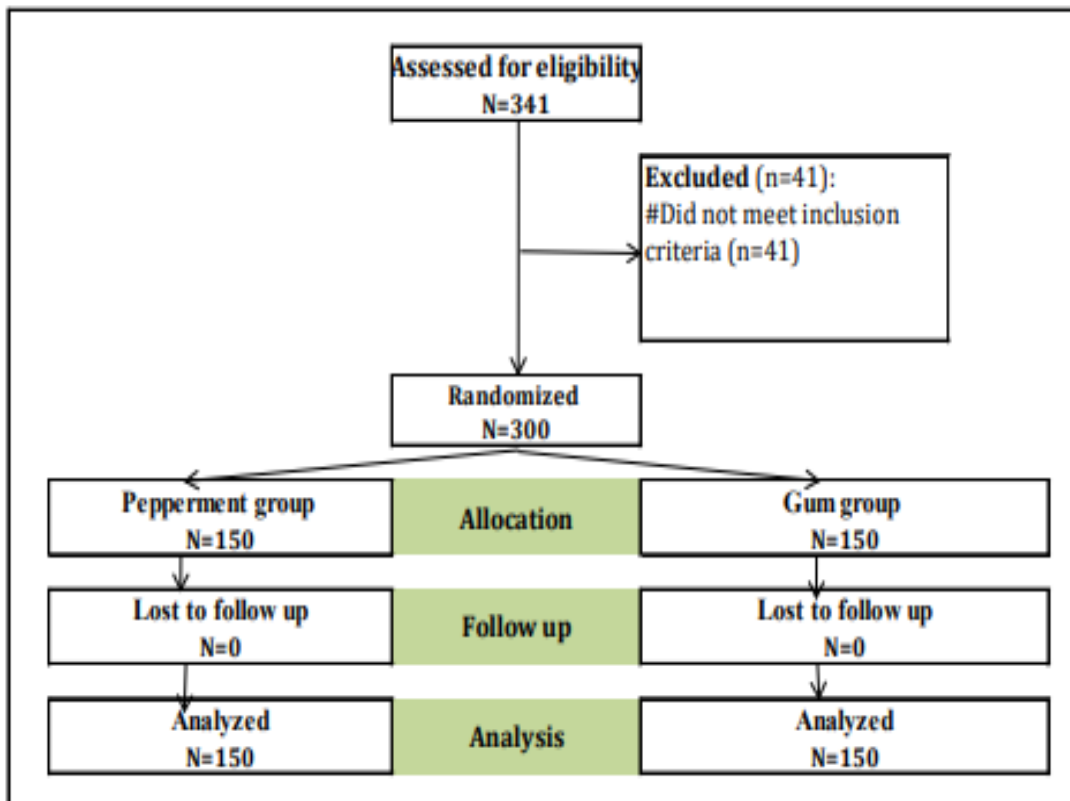 Assessed for eligibility
N=341
Excluded (n=41):
#Did not meet inclusion
criteria (n=41)
Randomized
N=300
Pepperment group
N=150
Allocation
Gum group
N=150
Lost to follow up
N=0
Follow up
Lost to follow up
N=0
Analyzed
N=150
Analysis
Analyzed
N=150